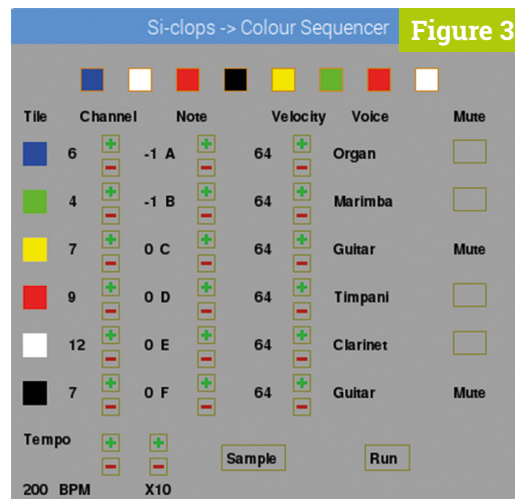 Si-clops -> Colour Sequencer
Figure 3
Tile Channel Note Velocity Voice Mute
6 + - -1 A + - 64 + - Organ
4 + - -1 B + - 64 + - Marimba
7 + - 0 C + - 64 + - Guitar Mute
9 + - 0 D + - 64 + - Timpani
12 + - 0 E + - 64 + - Clarinet
7 + - 0 F + - 64 + - Guitar Mute
Tempo + - + - Sample Run
200 BPM X10